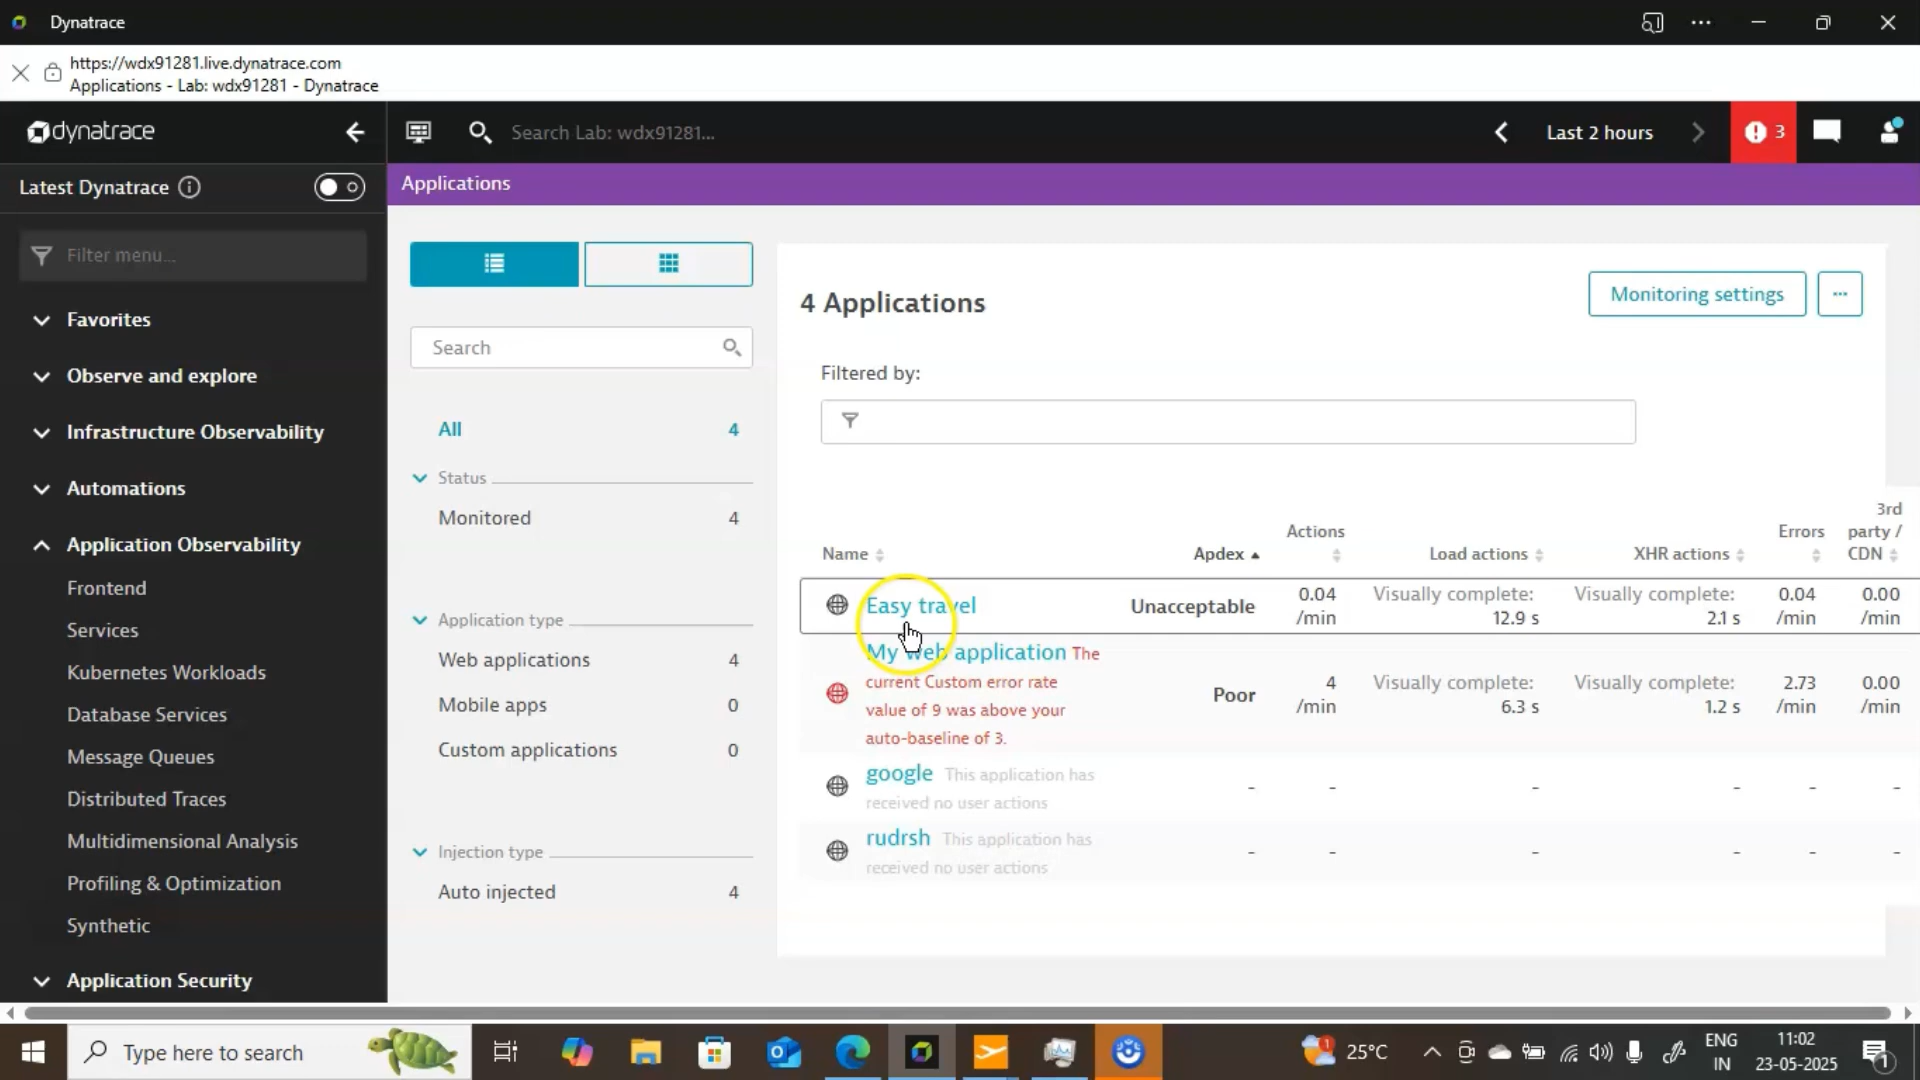 Dynatrace
https://wdx91281.live.dynatrace.com
Applications - Lab: wdx91281 - Dynatrace
dynatrace
Search Lab: wdx91281...
Last 2 hours
3
Latest Dynatrace
Applications
Filter menu...
Favorites
Observe and explore
Infrastructure Observability
Automations
Application Observability
Frontend
Services
Kubernetes Workloads
Database Services
Message Queues
Distributed Traces
Multidimensional Analysis
Profiling & Optimization
Synthetic
Application Security
Search
All 4
Status
Monitored 4
Application type
Web applications 4
Mobile apps 0
Custom applications 0
Injection type
Auto injected 4
4 Applications
Monitoring settings
...
Filtered by:
Name Apdex Actions Load actions XHR actions Errors 3rd party / CDN
Easy travel Unacceptable 0.04 /min Visually complete: 12.9 s Visually complete: 2.1 s 0.04 /min 0.00 /min
My web application The
current Custom error rate
value of 9 was above your
auto-baseline of 3.
Poor 4 /min Visually complete: 6.3 s Visually complete: 1.2 s 2.73 /min 0.00 /min
google This application has
received no user actions
- - - - - -
rudrsh This application has
received no user actions
- - - - - -
Type here to search
25°C
ENG
IN
11:02
23-05-2025
1